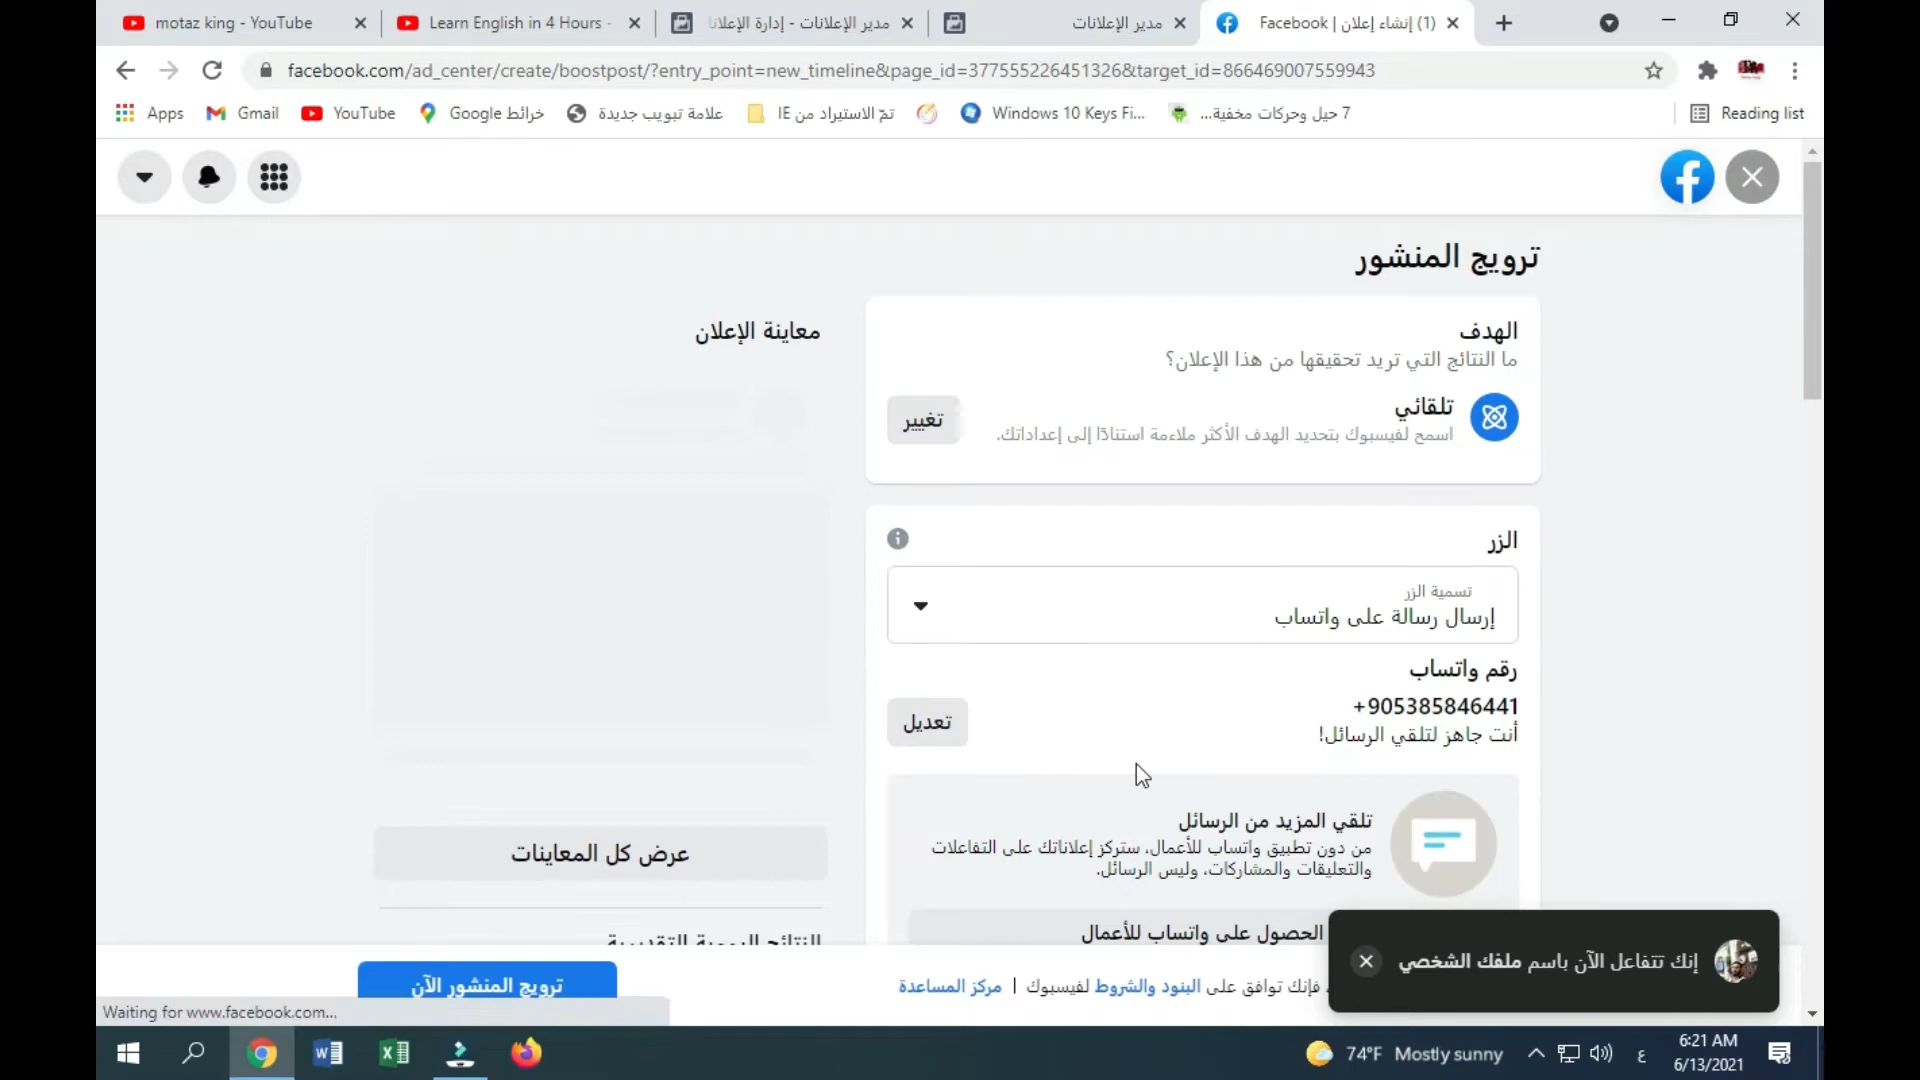 motaz king - YouTube
Learn English in 4 Hours -
مدير الإعلانات - إدارة الإعلانا
مدير الإعلانات
(1) إنشاء إعلان | Facebook
facebook.com/ad_center/create/boostpost/?entry_point=new_timeline&page_id=377555226451326&target_id=866469007559943
Apps
Gmail
YouTube
خرائط Google
علامة تبويب جديدة
تمّ الاستيراد من IE
Windows 10 Keys Fi...
7 حيل وحركات مخفية...
Reading list
ترويج المنشور
الهدف
ما النتائج التي تريد تحقيقها من هذا الإعلان؟
تلقائي
اسمح لفيسبوك بتحديد الهدف الأكثر ملاءمة استنادًا إلى إعداداتك.
تغيير
الزر
تسمية الزر
إرسال رسالة على واتساب
رقم واتساب
+905385846441
أنت جاهز لتلقي الرسائل!
تعديل
تلقي المزيد من الرسائل
من دون تطبيق واتساب للأعمال، ستركز إعلاناتك على التفاعلات
والتعليقات والمشاركات، وليس الرسائل.
الحصول على واتساب للأعمال
معاينة الإعلان
عرض كل المعاينات
النتائج اليومية التقديرية
إنك تتفاعل الآن باسم ملفك الشخصي
، فإنك توافق على البنود والشروط لفيسبوك | مركز المساعدة
ترويج المنشور الآن
Waiting for www.facebook.com...
74°F Mostly sunny
ع
6:21 AM
6/13/2021